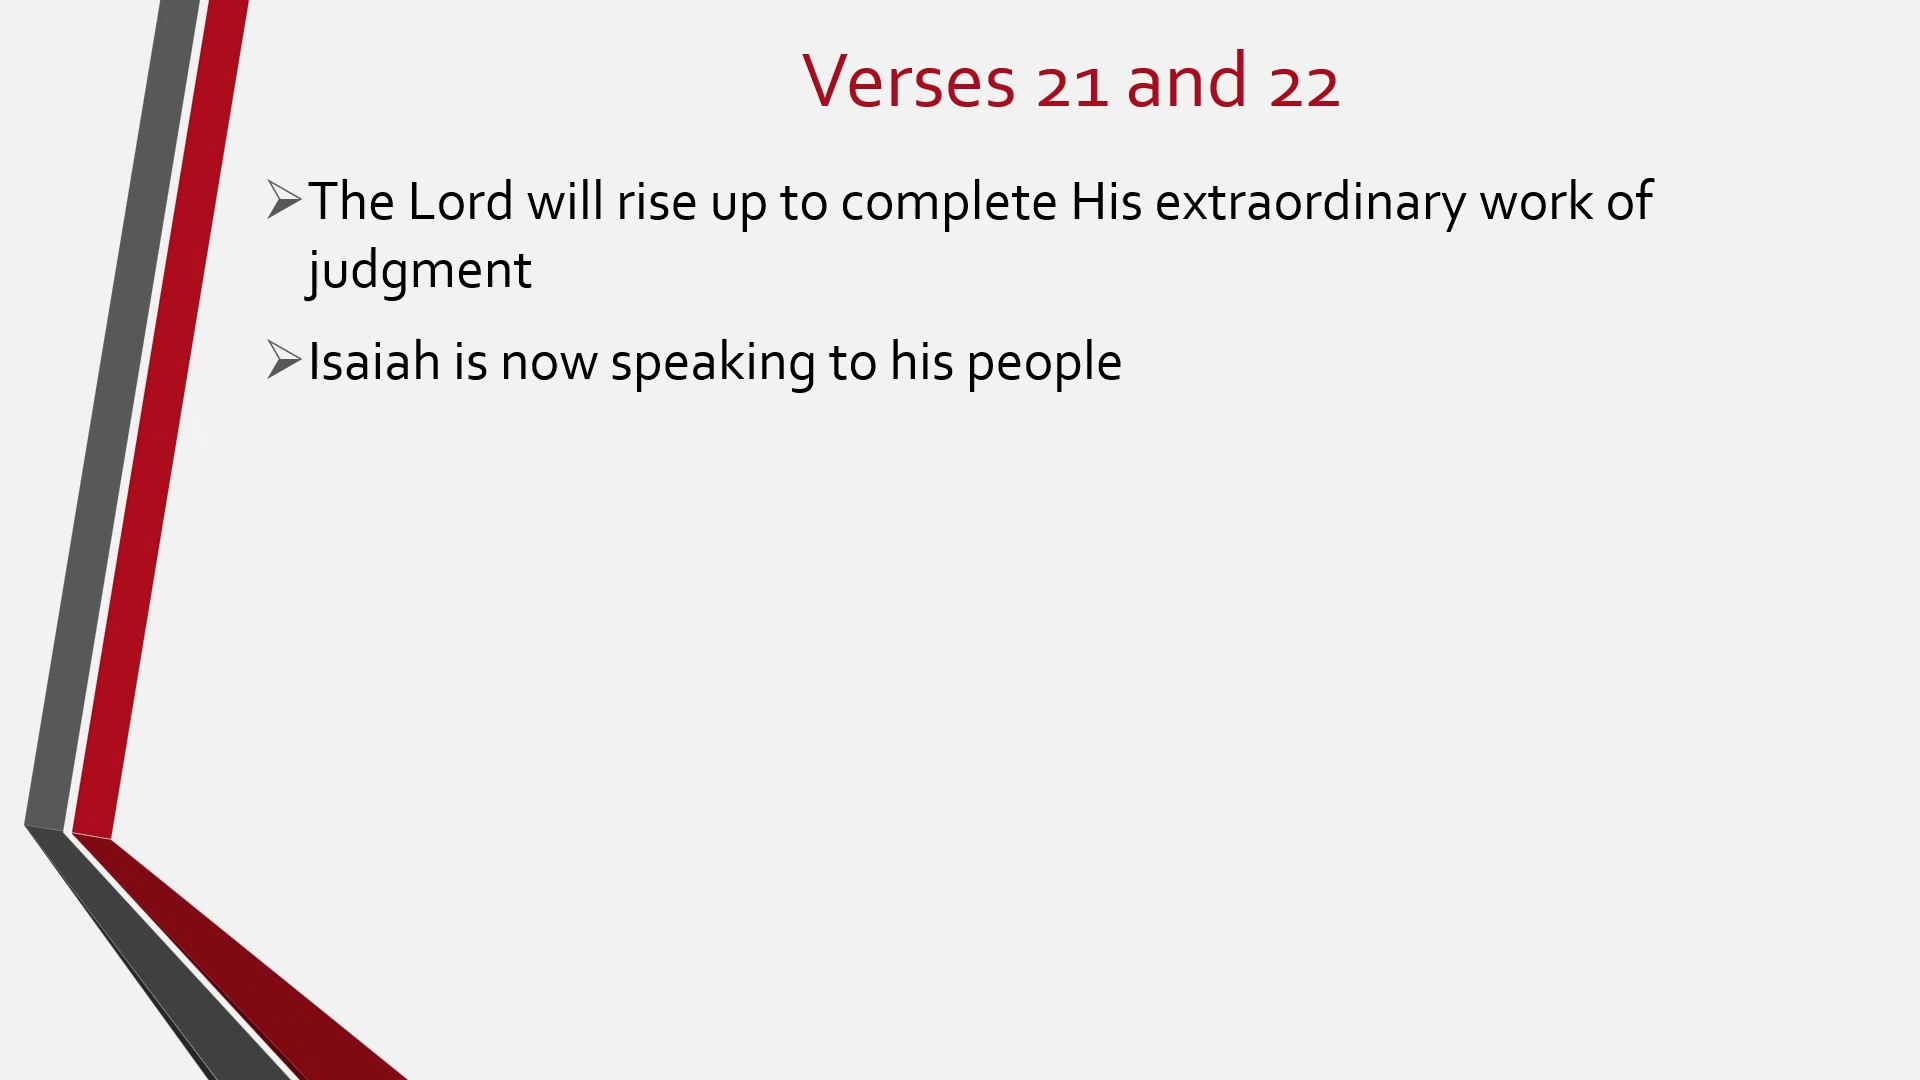 Verses 21 and 22
The Lord will rise up to complete His extraordinary work of
judgment
Isaiah is now speaking to his people